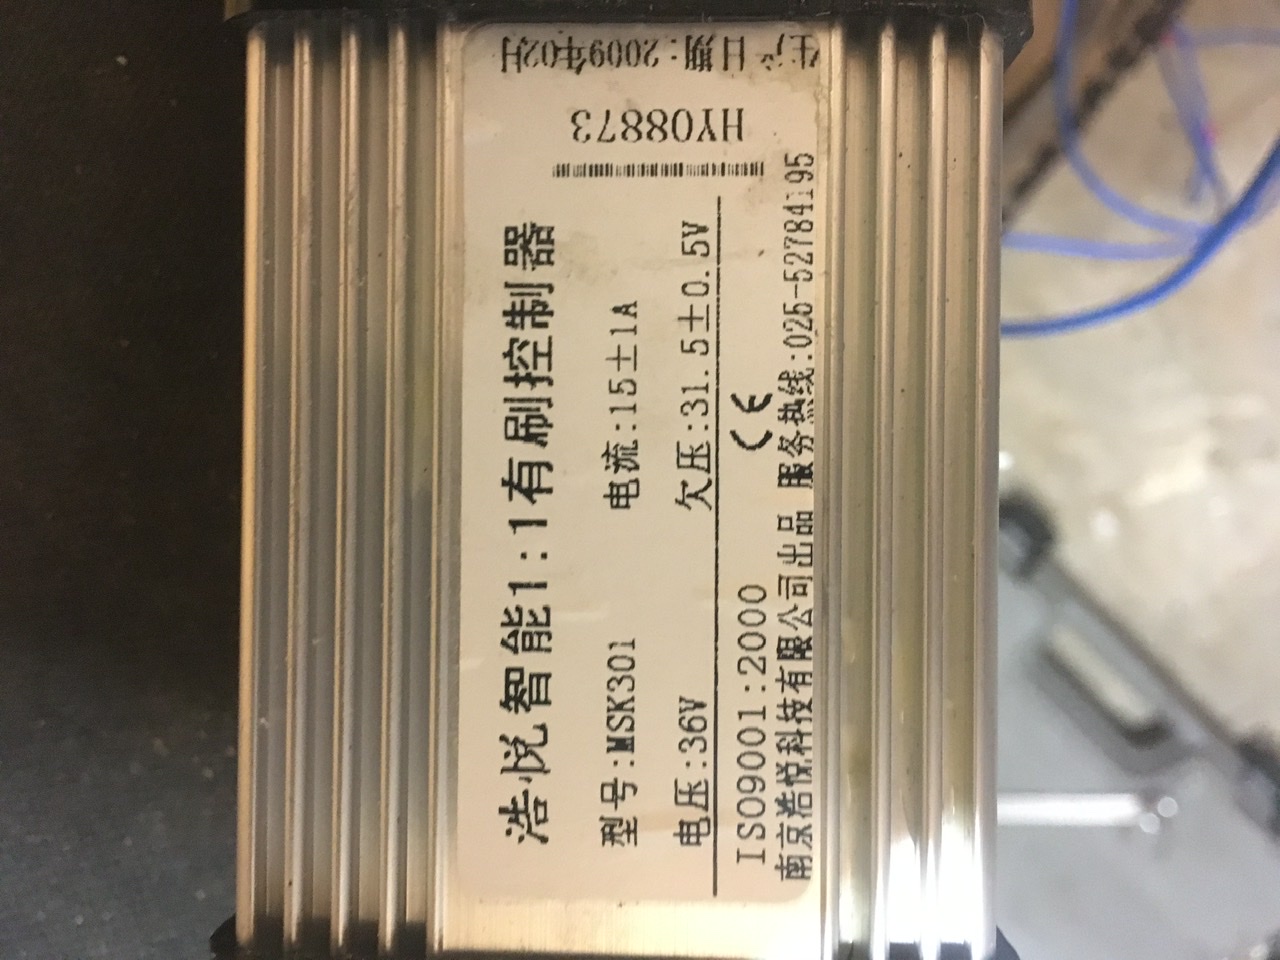 浩悦智能1:1有刷控制器
型号:MSK301 电流:15±1A
电压:36V 欠压:31.5±0.5V
ISO9001:2000 CE
南京浩悦科技有限公司出品 服务热线:025-52784195
HY08873
生产日期:2009年02月